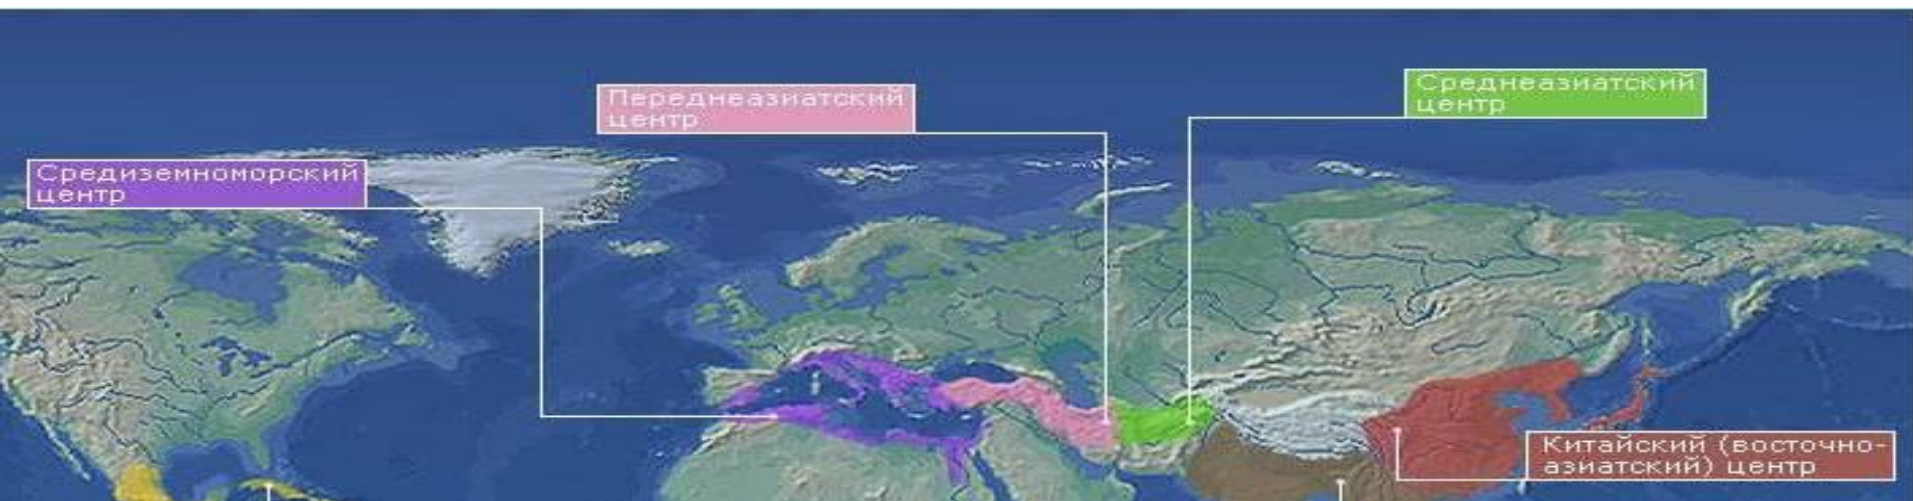 Среднеазиатский
центр
Переднеазиатский
центр
Средиземноморский
центр
Китайский (восточно-
азиатский) центр